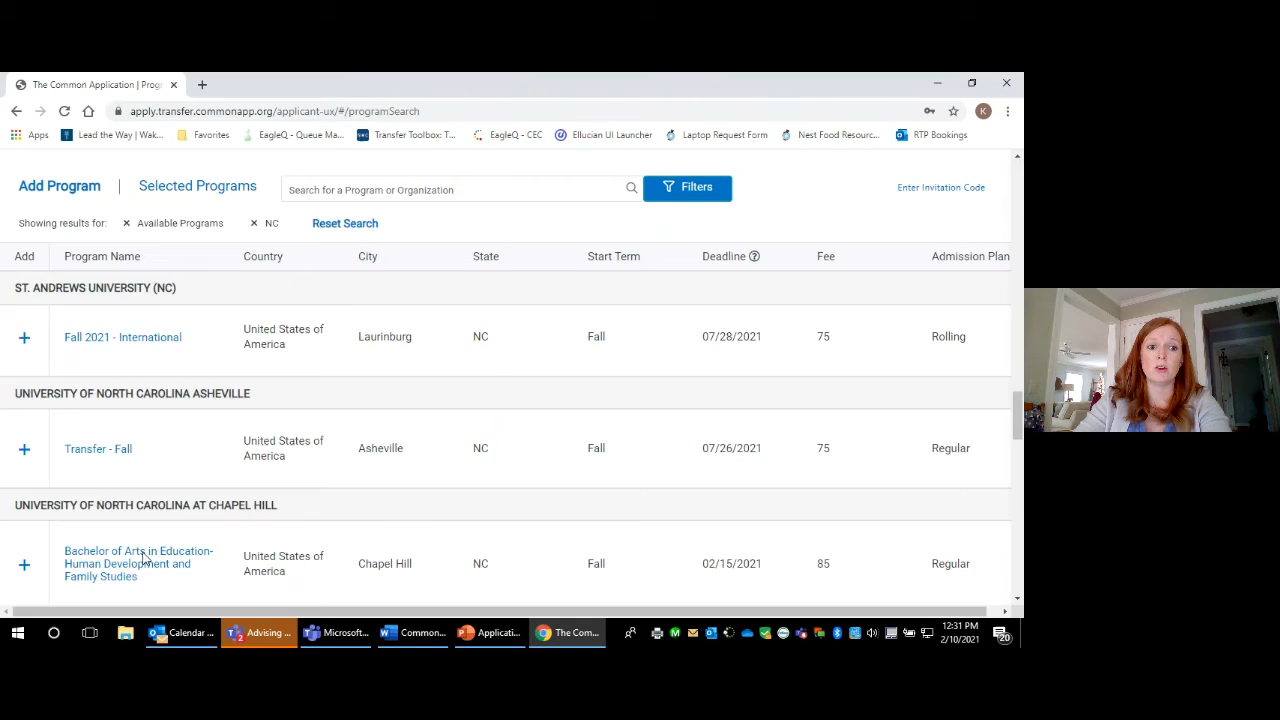 The Common Application | Prog
apply.transfer.commonapp.org/applicant-ux/#/programSearch
K
Apps
Lead the Way | Wak...
Favorites
EagleQ - Queue Ma...
Transfer Toolbox: T...
EagleQ - CEC
Ellucian UI Launcher
Laptop Request Form
Nest Food Resourc...
RTP Bookings
Add Program | Selected Programs
Search for a Program or Organization
Filters
Enter Invitation Code
Showing results for: × Available Programs × NC Reset Search
Add Program Name Country City State Start Term Deadline Fee Admission Plan
ST. ANDREWS UNIVERSITY (NC)
+ Fall 2021 - International
United States of
America
Laurinburg NC Fall 07/28/2021 75 Rolling
UNIVERSITY OF NORTH CAROLINA ASHEVILLE
+ Transfer - Fall
United States of
America
Asheville NC Fall 07/26/2021 75 Regular
UNIVERSITY OF NORTH CAROLINA AT CHAPEL HILL
+ Bachelor of Arts in Education-
Human Development and
Family Studies
United States of
America
Chapel Hill NC Fall 02/15/2021 85 Regular
Calendar ...
Advising ...
Microsoft...
Common...
Applicati...
The Com...
12:31 PM
2/10/2021
20